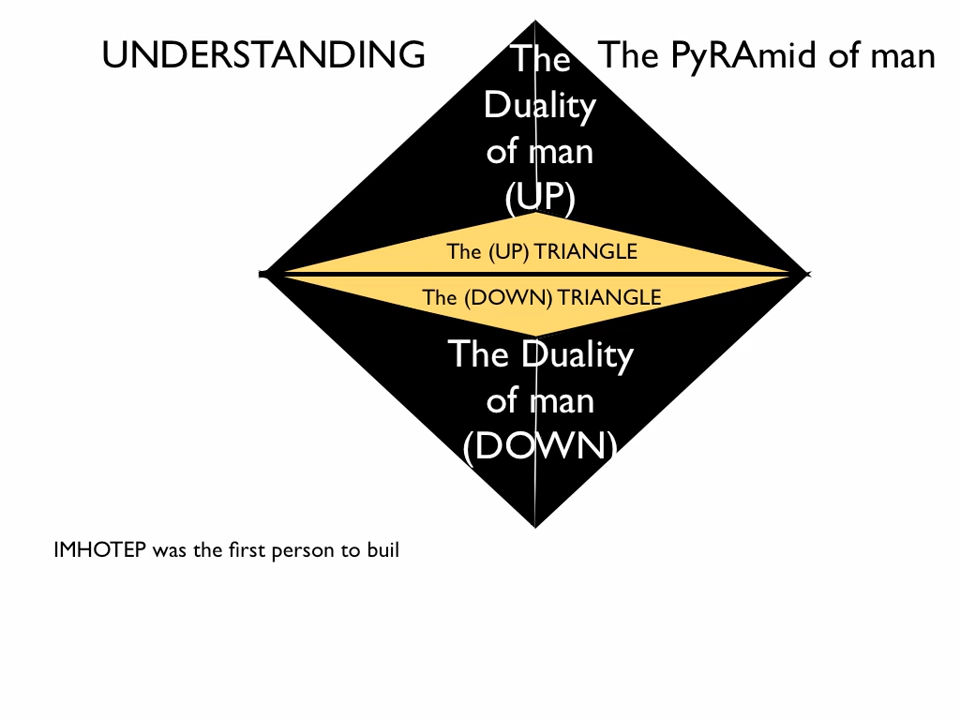 UNDERSTANDING
The PyRAmid of man
The
Duality
of man
(UP)
The (UP) TRIANGLE
The (DOWN) TRIANGLE
The Duality
of man
(DOWN)
IMHOTEP was the first person to buil